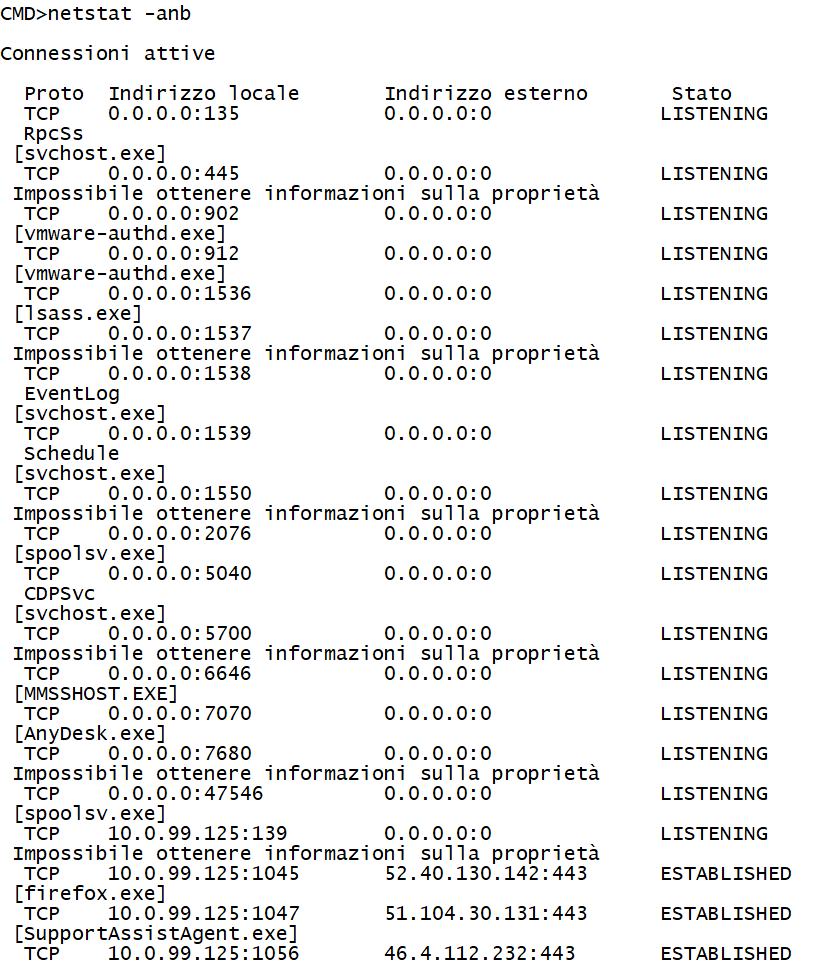 CMD>netstat -anb
Connessioni attive
Proto  Indirizzo locale       Indirizzo esterno       Stato
TCP    0.0.0.0:135            0.0.0.0:0              LISTENING
RpcSs
[svchost.exe]
TCP    0.0.0.0:445            0.0.0.0:0              LISTENING
Impossibile ottenere informazioni sulla proprietà
TCP    0.0.0.0:902            0.0.0.0:0              LISTENING
[vmware-authd.exe]
TCP    0.0.0.0:912            0.0.0.0:0              LISTENING
[vmware-authd.exe]
TCP    0.0.0.0:1536           0.0.0.0:0              LISTENING
[lsass.exe]
TCP    0.0.0.0:1537           0.0.0.0:0              LISTENING
Impossibile ottenere informazioni sulla proprietà
TCP    0.0.0.0:1538           0.0.0.0:0              LISTENING
EventLog
[svchost.exe]
TCP    0.0.0.0:1539           0.0.0.0:0              LISTENING
Schedule
[svchost.exe]
TCP    0.0.0.0:1550           0.0.0.0:0              LISTENING
Impossibile ottenere informazioni sulla proprietà
TCP    0.0.0.0:2076           0.0.0.0:0              LISTENING
[spoolsv.exe]
TCP    0.0.0.0:5040           0.0.0.0:0              LISTENING
CDPSvc
[svchost.exe]
TCP    0.0.0.0:5700           0.0.0.0:0              LISTENING
Impossibile ottenere informazioni sulla proprietà
TCP    0.0.0.0:6646           0.0.0.0:0              LISTENING
[MMSSHOST.EXE]
TCP    0.0.0.0:7070           0.0.0.0:0              LISTENING
[AnyDesk.exe]
TCP    0.0.0.0:7680           0.0.0.0:0              LISTENING
Impossibile ottenere informazioni sulla proprietà
TCP    0.0.0.0:47546          0.0.0.0:0              LISTENING
[spoolsv.exe]
TCP    10.0.99.125:139        0.0.0.0:0              LISTENING
Impossibile ottenere informazioni sulla proprietà
TCP    10.0.99.125:1045       52.40.130.142:443      ESTABLISHED
[firefox.exe]
TCP    10.0.99.125:1047       51.104.30.131:443      ESTABLISHED
[SupportAssistAgent.exe]
TCP    10.0.99.125:1056       46.4.112.232:443       ESTABLISHED